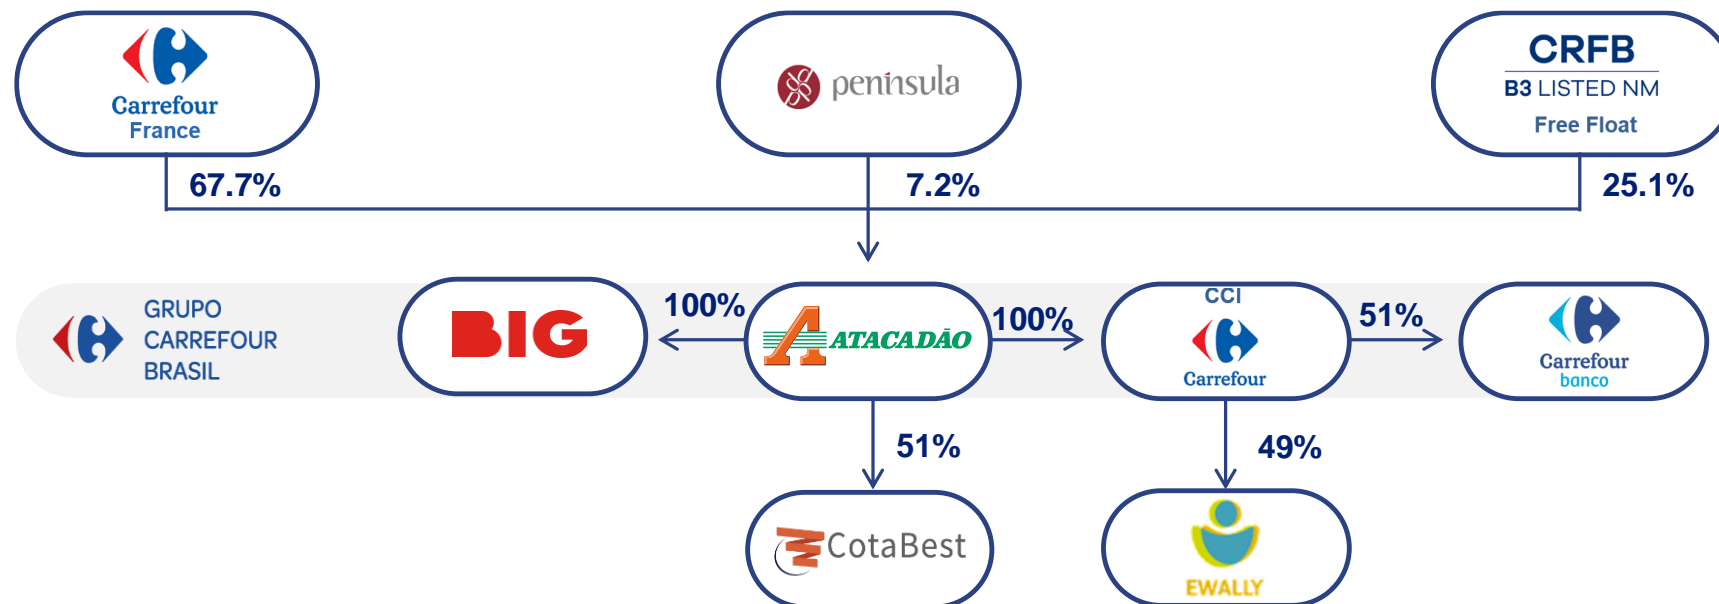 Carrefour
France
península
CRFB
B3 LISTED NM
Free Float
67.7%
7.2%
25.1%
GRUPO
CARREFOUR
BRASIL
BIG
100%
ATACADÃO
100%
CCI
Carrefour
51%
Carrefour
banco
51%
49%
CotaBest
EWALLY